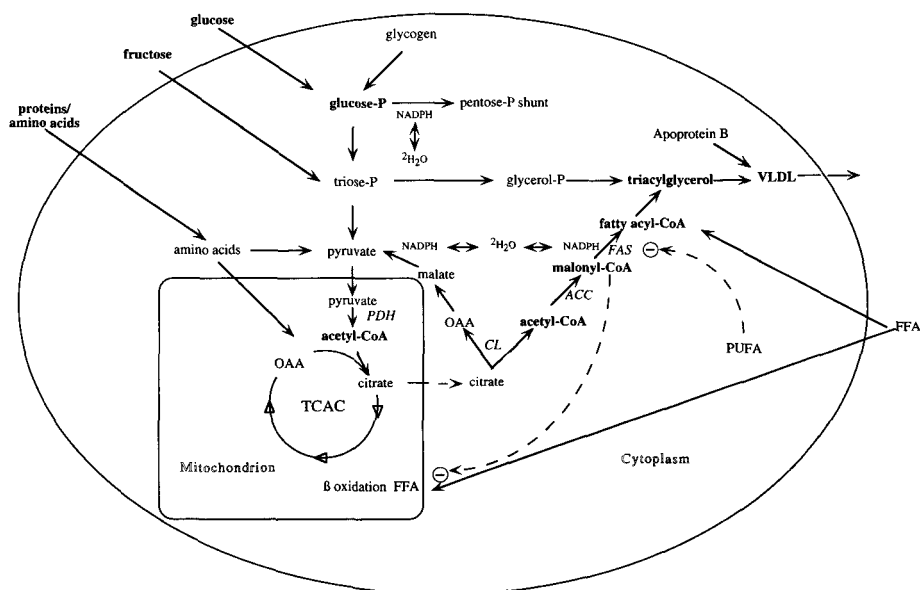 glucose
glycogen
fructose
proteins/
amino acids
glucose-P
pentose-P shunt
NADPH
²H₂O
Apoprotein B
triose-P
glycerol-P
triacylglycerol
VLDL
fatty acyl-CoA
amino acids
pyruvate
NADPH
²H₂O
NADPH
FAS
malate
malonyl-CoA
pyruvate
PDH
ACC
OAA
acetyl-CoA
acetyl-CoA
CL
FFA
PUFA
OAA
citrate
citrate
TCAC
Mitochondrion
Cytoplasm
ß oxidation FFA